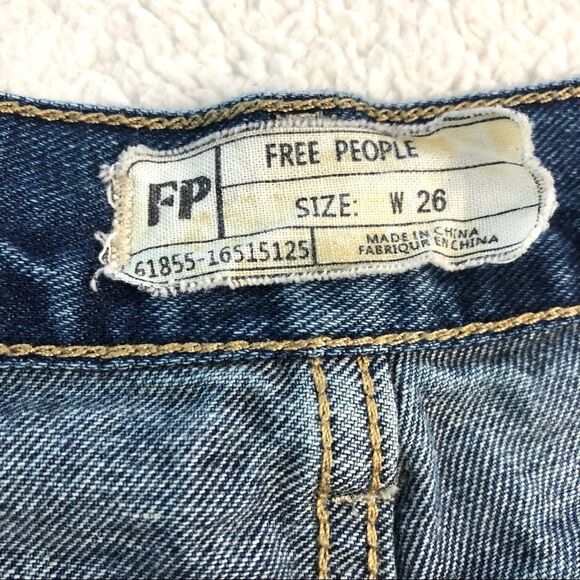 FP
FREE PEOPLE
SIZE: W 26
61855-16515125
MADE IN CHINA
FABRIQUE EN CHINA